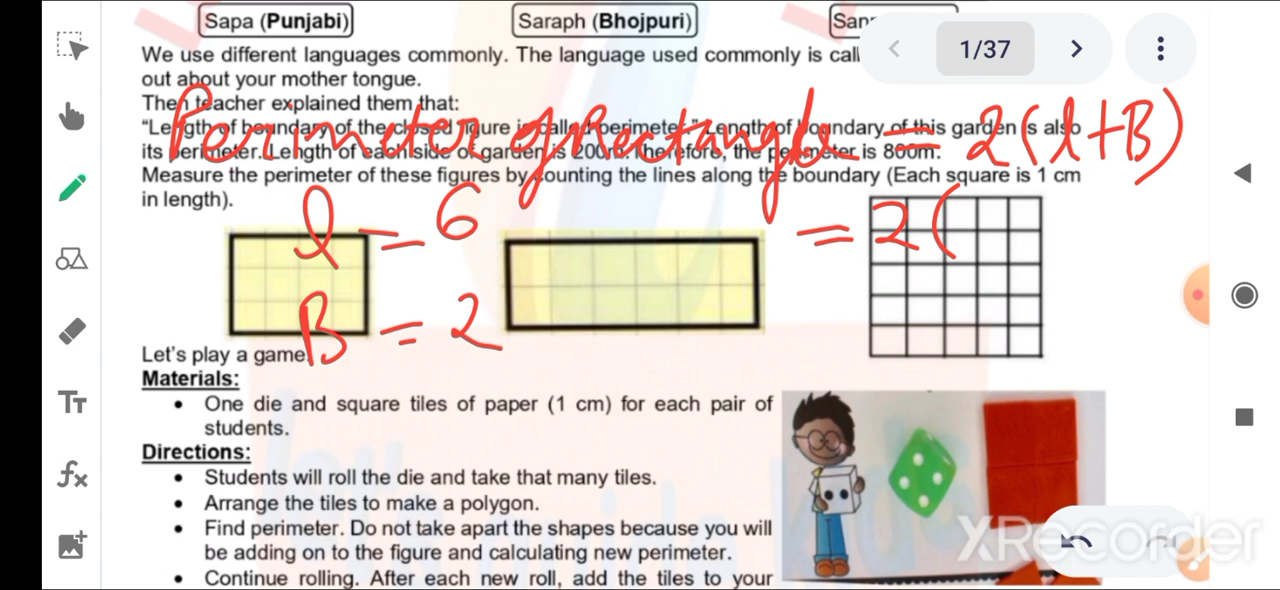 Sapa (Punjabi) Saraph (Bhojpuri)
1/37
We use different languages commonly. The language used commonly is
out about your mother tongue.
Then teacher explained them that:
Perimeter of Rectangle = 2(l+B)
"Length of boundary of the closed figure is called perimeter." Length of boundary of this garden is also
its perimeter. Length of each side of garden is 200m. Therefore, the perimeter is 800m.
Measure the perimeter of these figures by counting the lines along the boundary (Each square is 1 cm
in length).
l = 6
= 2(
B = 2
Let's play a game.
Materials:
• One die and square tiles of paper (1 cm) for each pair of
students.
Directions:
• Students will roll the die and take that many tiles.
• Arrange the tiles to make a polygon.
• Find perimeter. Do not take apart the shapes because you will
be adding on to the figure and calculating new perimeter.
• Continue rolling. After each new roll, add the tiles to your
Tт
fx
XRecorder